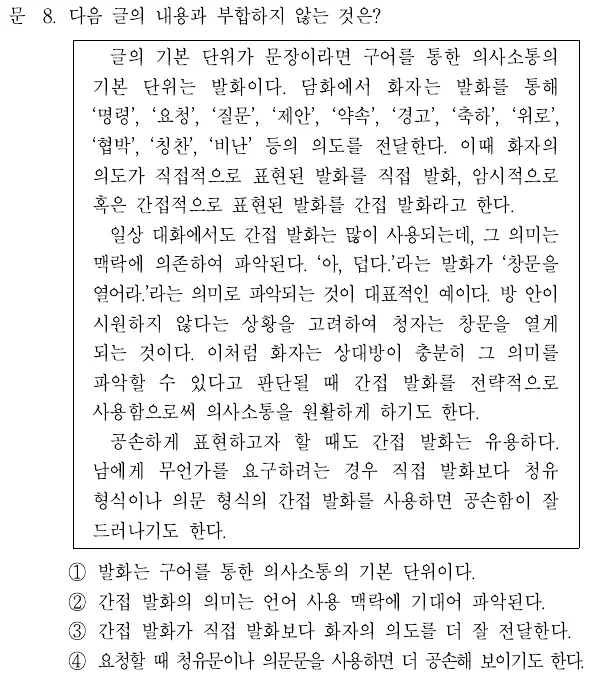 문 8. 다음 글의 내용과 부합하지 않는 것은?
글의 기본 단위가 문장이라면 구어를 통한 의사소통의
기본 단위는 발화이다. 담화에서 화자는 발화를 통해
‘명령’, ‘요청’, ‘질문’, ‘제안’, ‘약속’, ‘경고’, ‘축하’, ‘위로’,
‘협박’, ‘칭찬’, ‘비난’ 등의 의도를 전달한다. 이때 화자의
의도가 직접적으로 표현된 발화를 직접 발화, 암시적으로
혹은 간접적으로 표현된 발화를 간접 발화라고 한다.
일상 대화에서도 간접 발화는 많이 사용되는데, 그 의미는
맥락에 의존하여 파악된다. ‘아, 덥다.’라는 발화가 ‘창문을
열어라.’라는 의미로 파악되는 것이 대표적인 예이다. 방 안이
시원하지 않다는 상황을 고려하여 청자는 창문을 열게
되는 것이다. 이처럼 화자는 상대방이 충분히 그 의미를
파악할 수 있다고 판단될 때 간접 발화를 전략적으로
사용함으로써 의사소통을 원활하게 하기도 한다.
공손하게 표현하고자 할 때도 간접 발화는 유용하다.
남에게 무언가를 요구하려는 경우 직접 발화보다 청유
형식이나 의문 형식의 간접 발화를 사용하면 공손함이 잘
드러나기도 한다.
① 발화는 구어를 통한 의사소통의 기본 단위이다.
② 간접 발화의 의미는 언어 사용 맥락에 기대어 파악된다.
③ 간접 발화가 직접 발화보다 화자의 의도를 더 잘 전달한다.
④ 요청할 때 청유문이나 의문문을 사용하면 더 공손해 보이기도 한다.